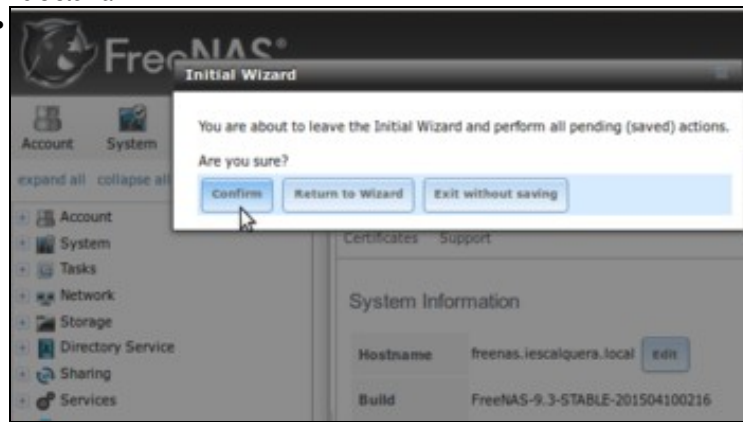 FreeNAS®
Initial Wizard
You are about to leave the Initial Wizard and perform all pending (saved) actions.
Are you sure?
Confirm Return to Wizard Exit without saving
Account System
expand all collapse all
Account
System
Tasks
Network
Storage
Directory Service
Sharing
Services
Certificates Support
System Information
Hostname freenas.iescalquera.local Edit
Build FreeNAS-9.3-STABLE-201504100216